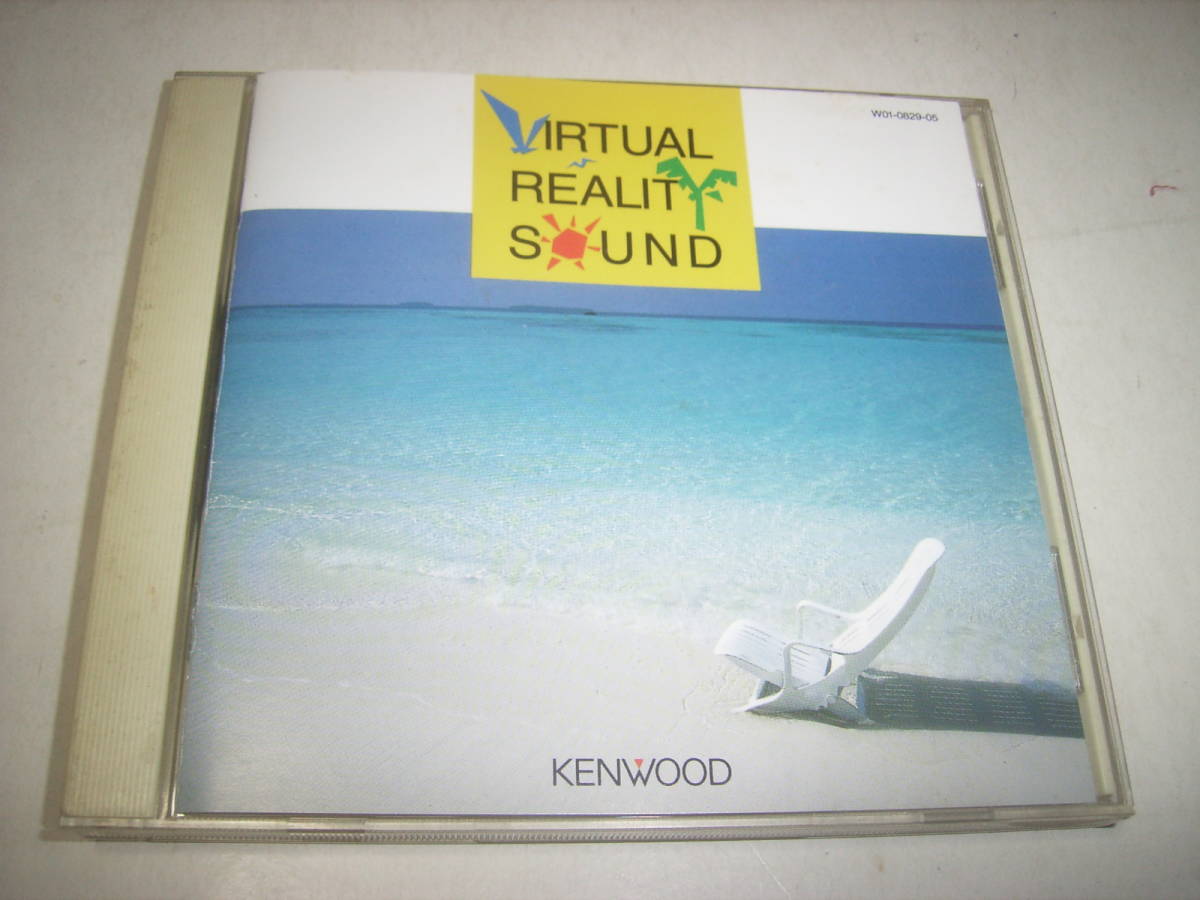 VIRTUAL
REALITY
SOUND
W01-0829-05
KENWOOD